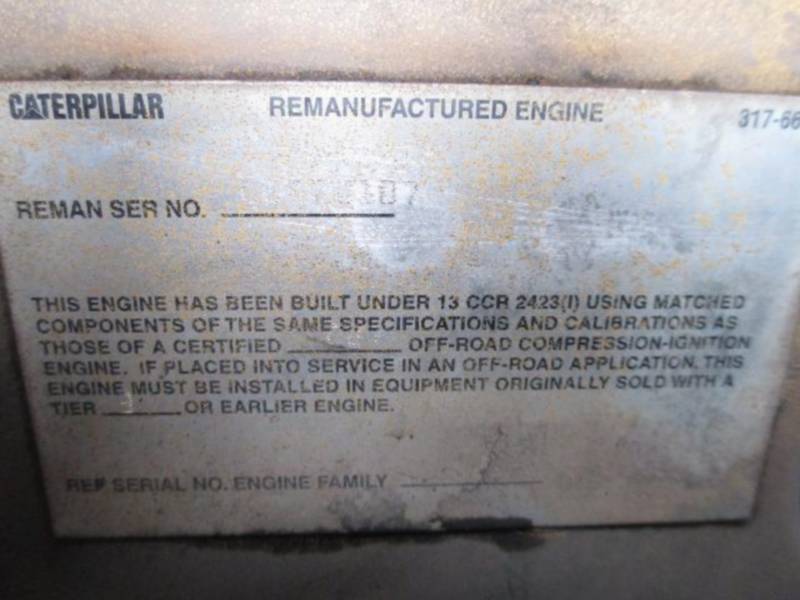 CATERPILLAR REMANUFACTURED ENGINE 317-66
REMAN SER NO. 
THIS ENGINE HAS BEEN BUILT UNDER 13 CCR 2423(l) USING MATCHED
COMPONENTS OF THE SAME SPECIFICATIONS AND CALIBRATIONS AS
THOSE OF A CERTIFIED ________ OFF-ROAD COMPRESSION-IGNITION
ENGINE. IF PLACED INTO SERVICE IN AN OFF-ROAD APPLICATION, THIS
ENGINE MUST BE INSTALLED IN EQUIPMENT ORIGINALLY SOLD WITH A
TIER ________ OR EARLIER ENGINE.
REF SERIAL NO. ENGINE FAMILY ________